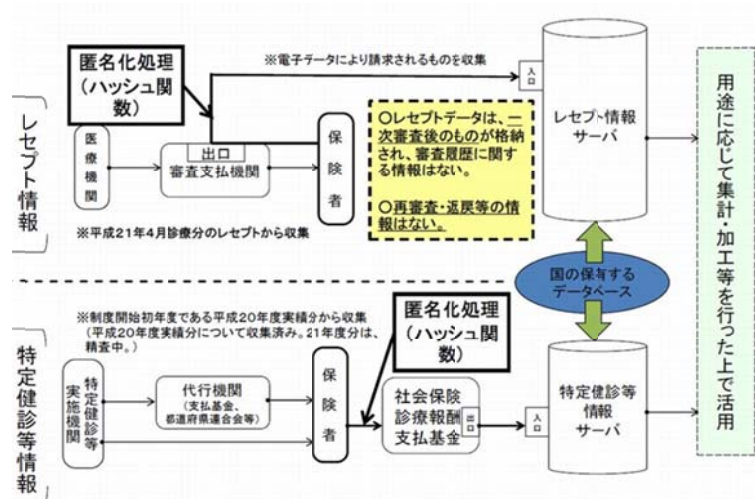 匿名化処理
(ハッシュ関
数)
※電子データにより請求されるものを収集
入口
レセプト情報
サーバ
レセプト情報
医療機関
出口
審査支払機関
保険者
○レセプトデータは、一
次審査後のものが格納
され、審査履歴に関す
る情報はない。
○再審査・返戻等の情
報はない。
※平成21年4月診療分のレセプトから収集
国の保有する
データベース
用途に応じて集計・加工等を行った上で活用
※制度開始初年度である平成20年度実績分から収集
(平成20年度実績分について収集済み。21年度分は、
精査中。)
匿名化処理
(ハッシュ関
数)
特定健診等情報
特定健診等
実施機関
代行機関
(支払基金、
都道府県連合会等)
保険者
社会保険
診療報酬
支払基金
出口
入口
特定健診等
情報
サーバ